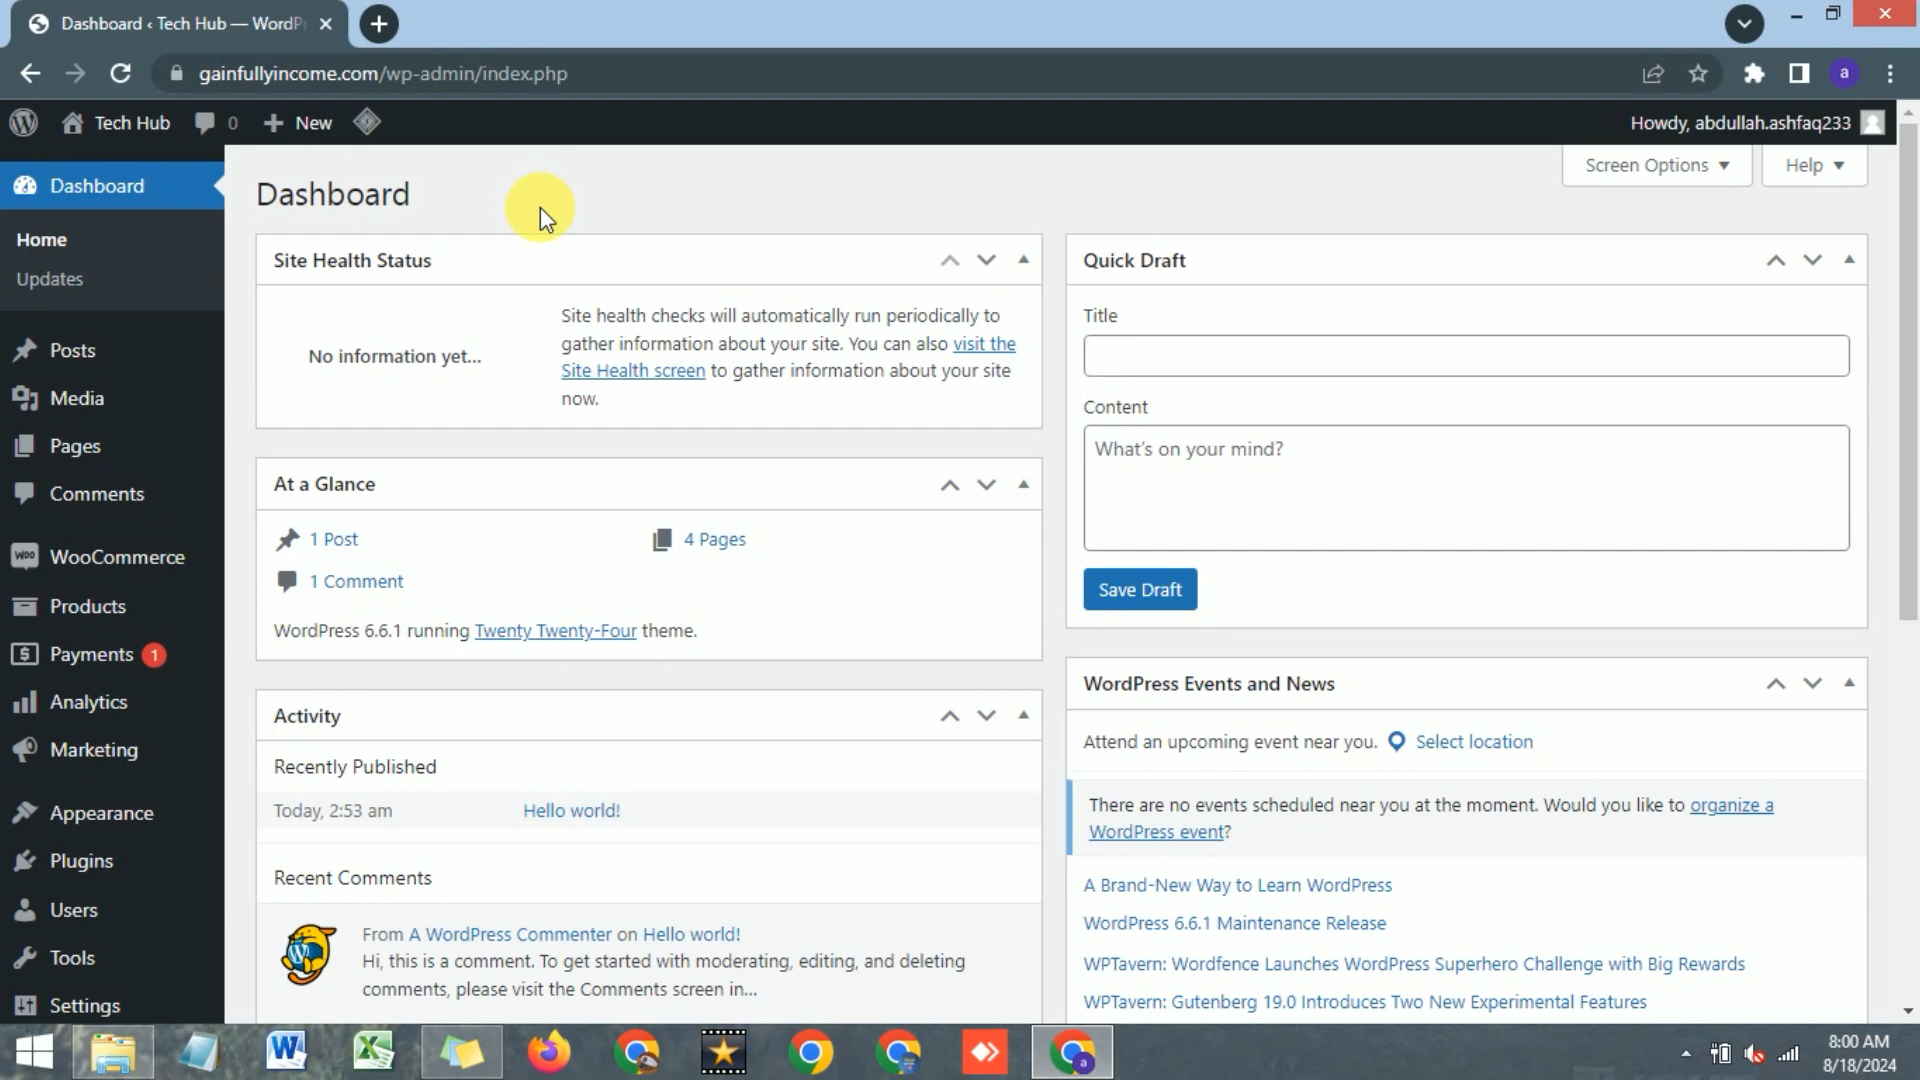 Dashboard ‹ Tech Hub — WordP
gainfullyincome.com/wp-admin/index.php
a
Tech Hub
0
New
Howdy, abdullah.ashfaq233
Dashboard
Home
Updates
Posts
Media
Pages
Comments
WooCommerce
Products
Payments 1
Analytics
Marketing
Appearance
Plugins
Users
Tools
Settings
Screen Options
Help
Dashboard
Site Health Status
No information yet...
Site health checks will automatically run periodically to
gather information about your site. You can also visit the
Site Health screen to gather information about your site
now.
At a Glance
1 Post
4 Pages
1 Comment
WordPress 6.6.1 running Twenty Twenty-Four theme.
Activity
Recently Published
Today, 2:53 am
Hello world!
Recent Comments
From A WordPress Commenter on Hello world!
Hi, this is a comment. To get started with moderating, editing, and deleting
comments, please visit the Comments screen in...
Quick Draft
Title
Content
What's on your mind?
Save Draft
WordPress Events and News
Attend an upcoming event near you.
Select location
There are no events scheduled near you at the moment. Would you like to organize a
WordPress event?
A Brand-New Way to Learn WordPress
WordPress 6.6.1 Maintenance Release
WPTavern: Wordfence Launches WordPress Superhero Challenge with Big Rewards
WPTavern: Gutenberg 19.0 Introduces Two New Experimental Features
8:00 AM
8/18/2024